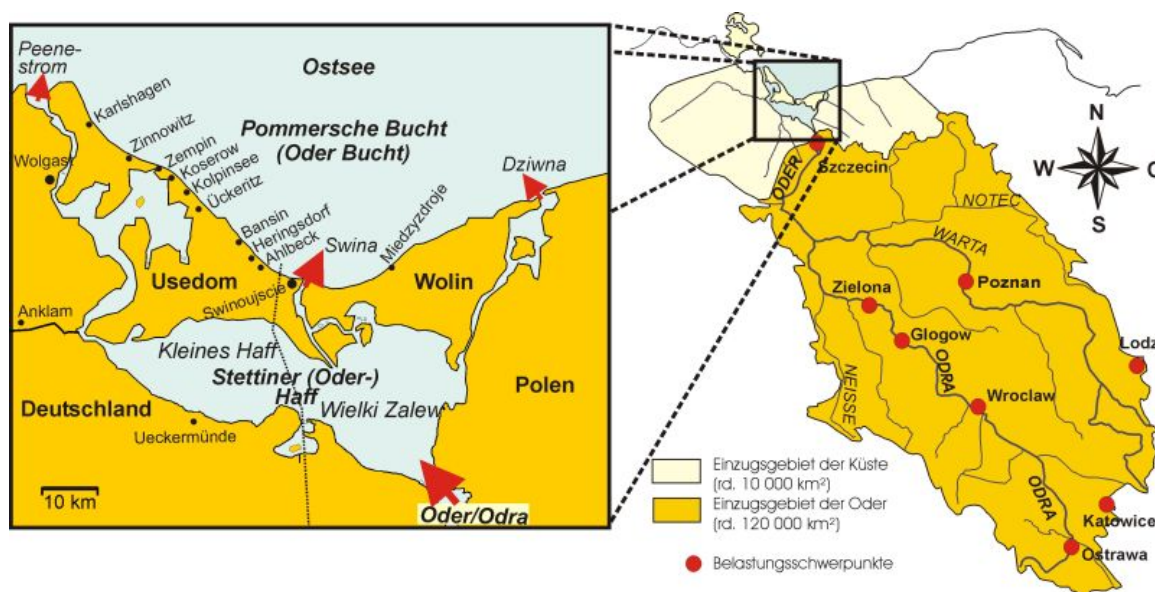 Peene-
strom
Ostsee
Karlshagen
Pommersche Bucht
(Oder Bucht)
Zinnowitz
Dziwna
Wolgast
Zempin
Koserow
Kolpinsee
Ückeritz
Bansin
Heringsdorf
Ahlbeck
Swina
Miedzyzdroje
Usedom
Swinoujscie
Wolin
Anklam
Kleines Haff
Stettiner (Oder-)
Haff
Wielki Zalew
Polen
Deutschland
Ueckermünde
10 km
Oder/Odra
N
W
O
S
ODER
Szczecin
NOTEC
WARTA
Zielona
Poznan
Glogow
Lodz
ODRA
NEISSE
Wroclaw
ODRA
Katowice
Ostrawa
Einzugsgebiet der Küste
(rd. 10 000 km²)
Einzugsgebiet der Oder
(rd. 120 000 km²)
Belastungsschwerpunkte